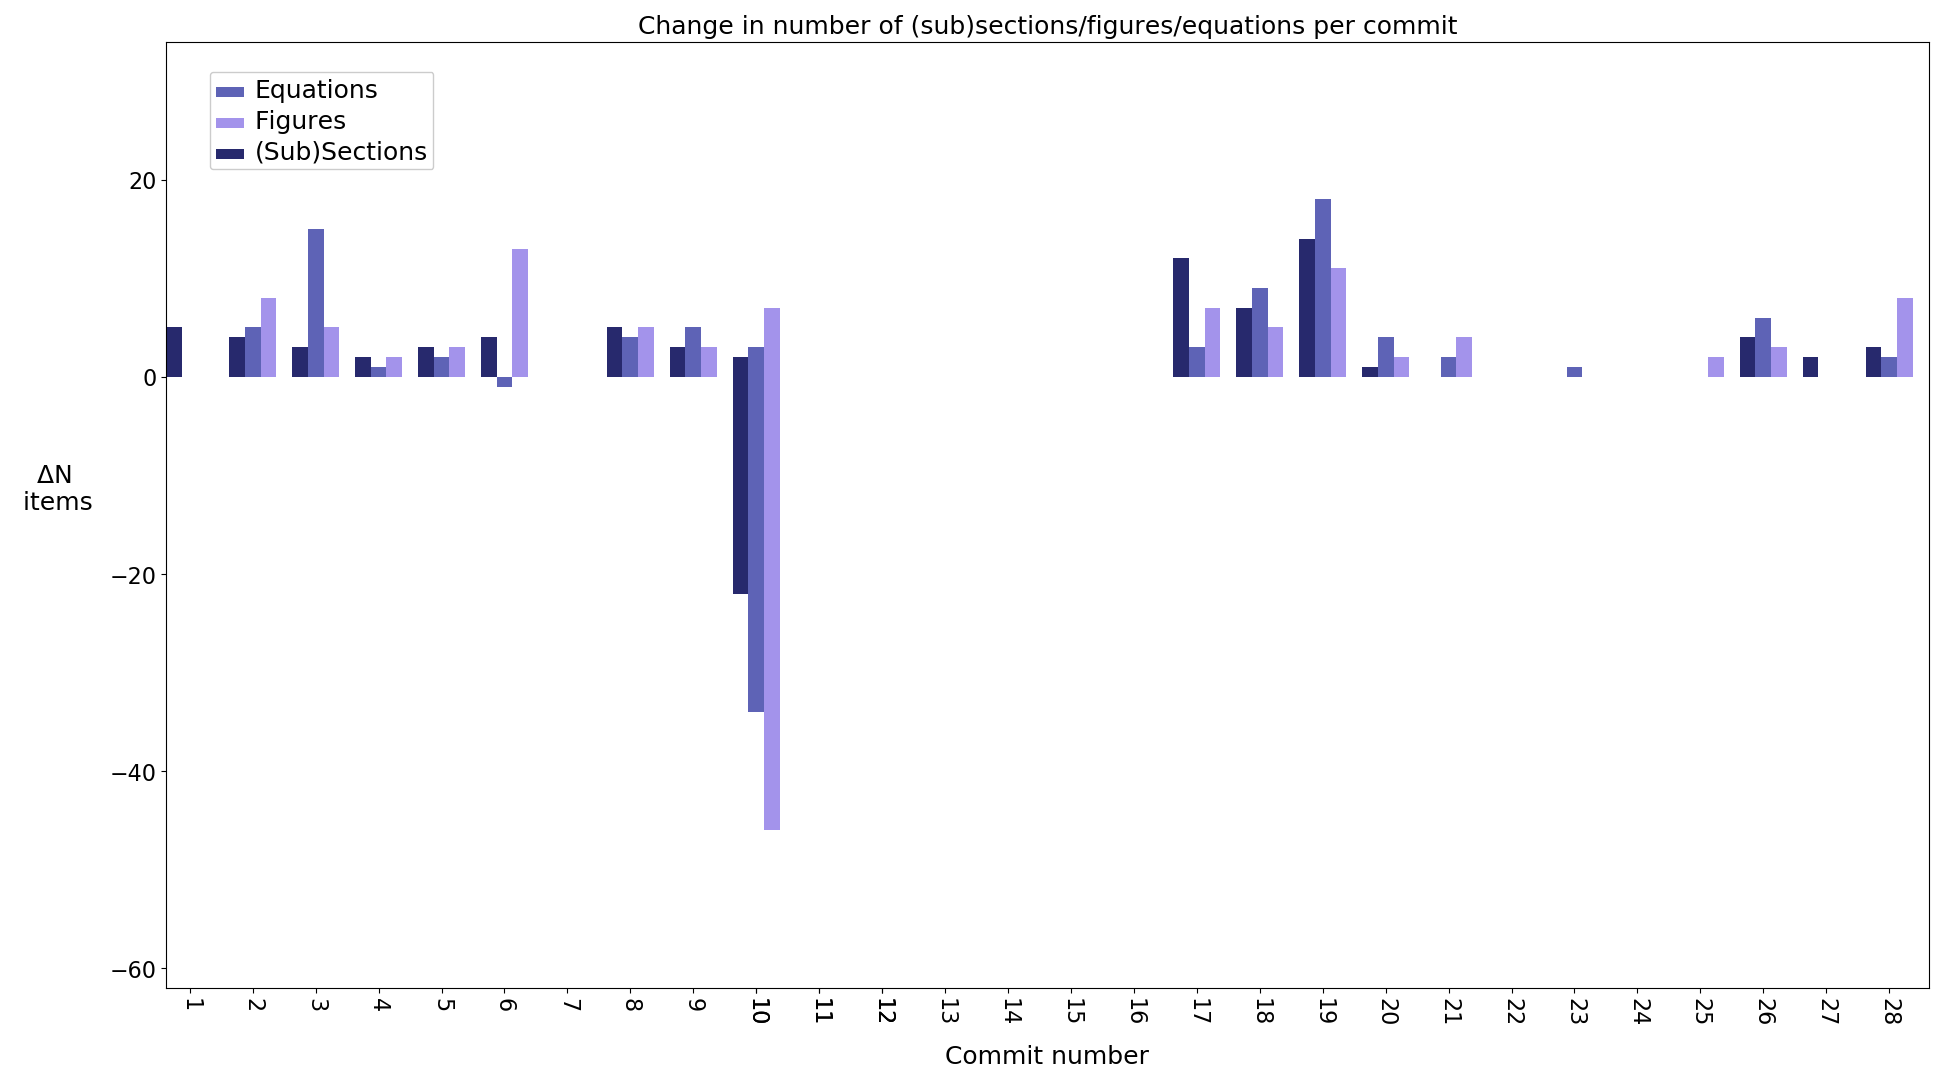 Change in number of (sub)sections/figures/equations per commit
Equations
Figures
(Sub)Sections
20
0
−20
−40
−60
ΔN
items
1 2 3 4 5 6 7 8 9 10 11 12 13 14 15 16 17 18 19 20 21 22 23 24 25 26 27 28
Commit number